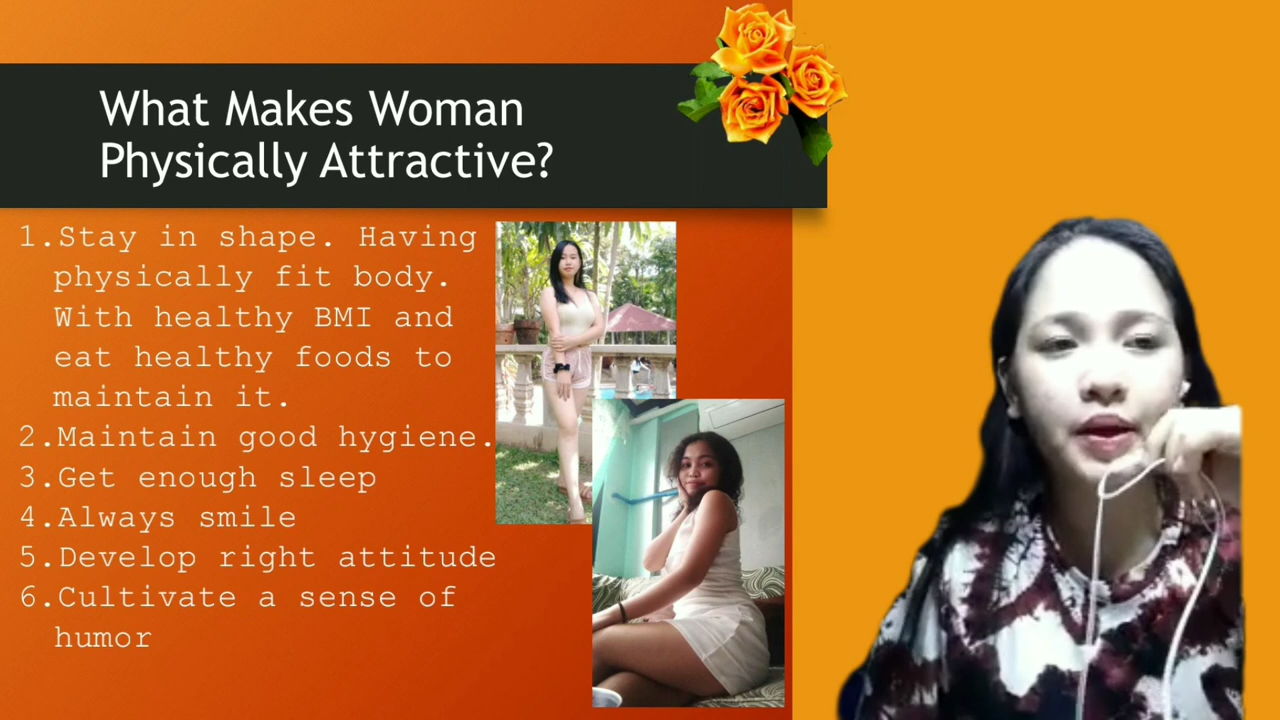 What Makes Woman
Physically Attractive?
1.Stay in shape. Having
physically fit body.
With healthy BMI and
eat healthy foods to
maintain it.
2.Maintain good hygiene.
3.Get enough sleep
4.Always smile
5.Develop right attitude
6.Cultivate a sense of
humor